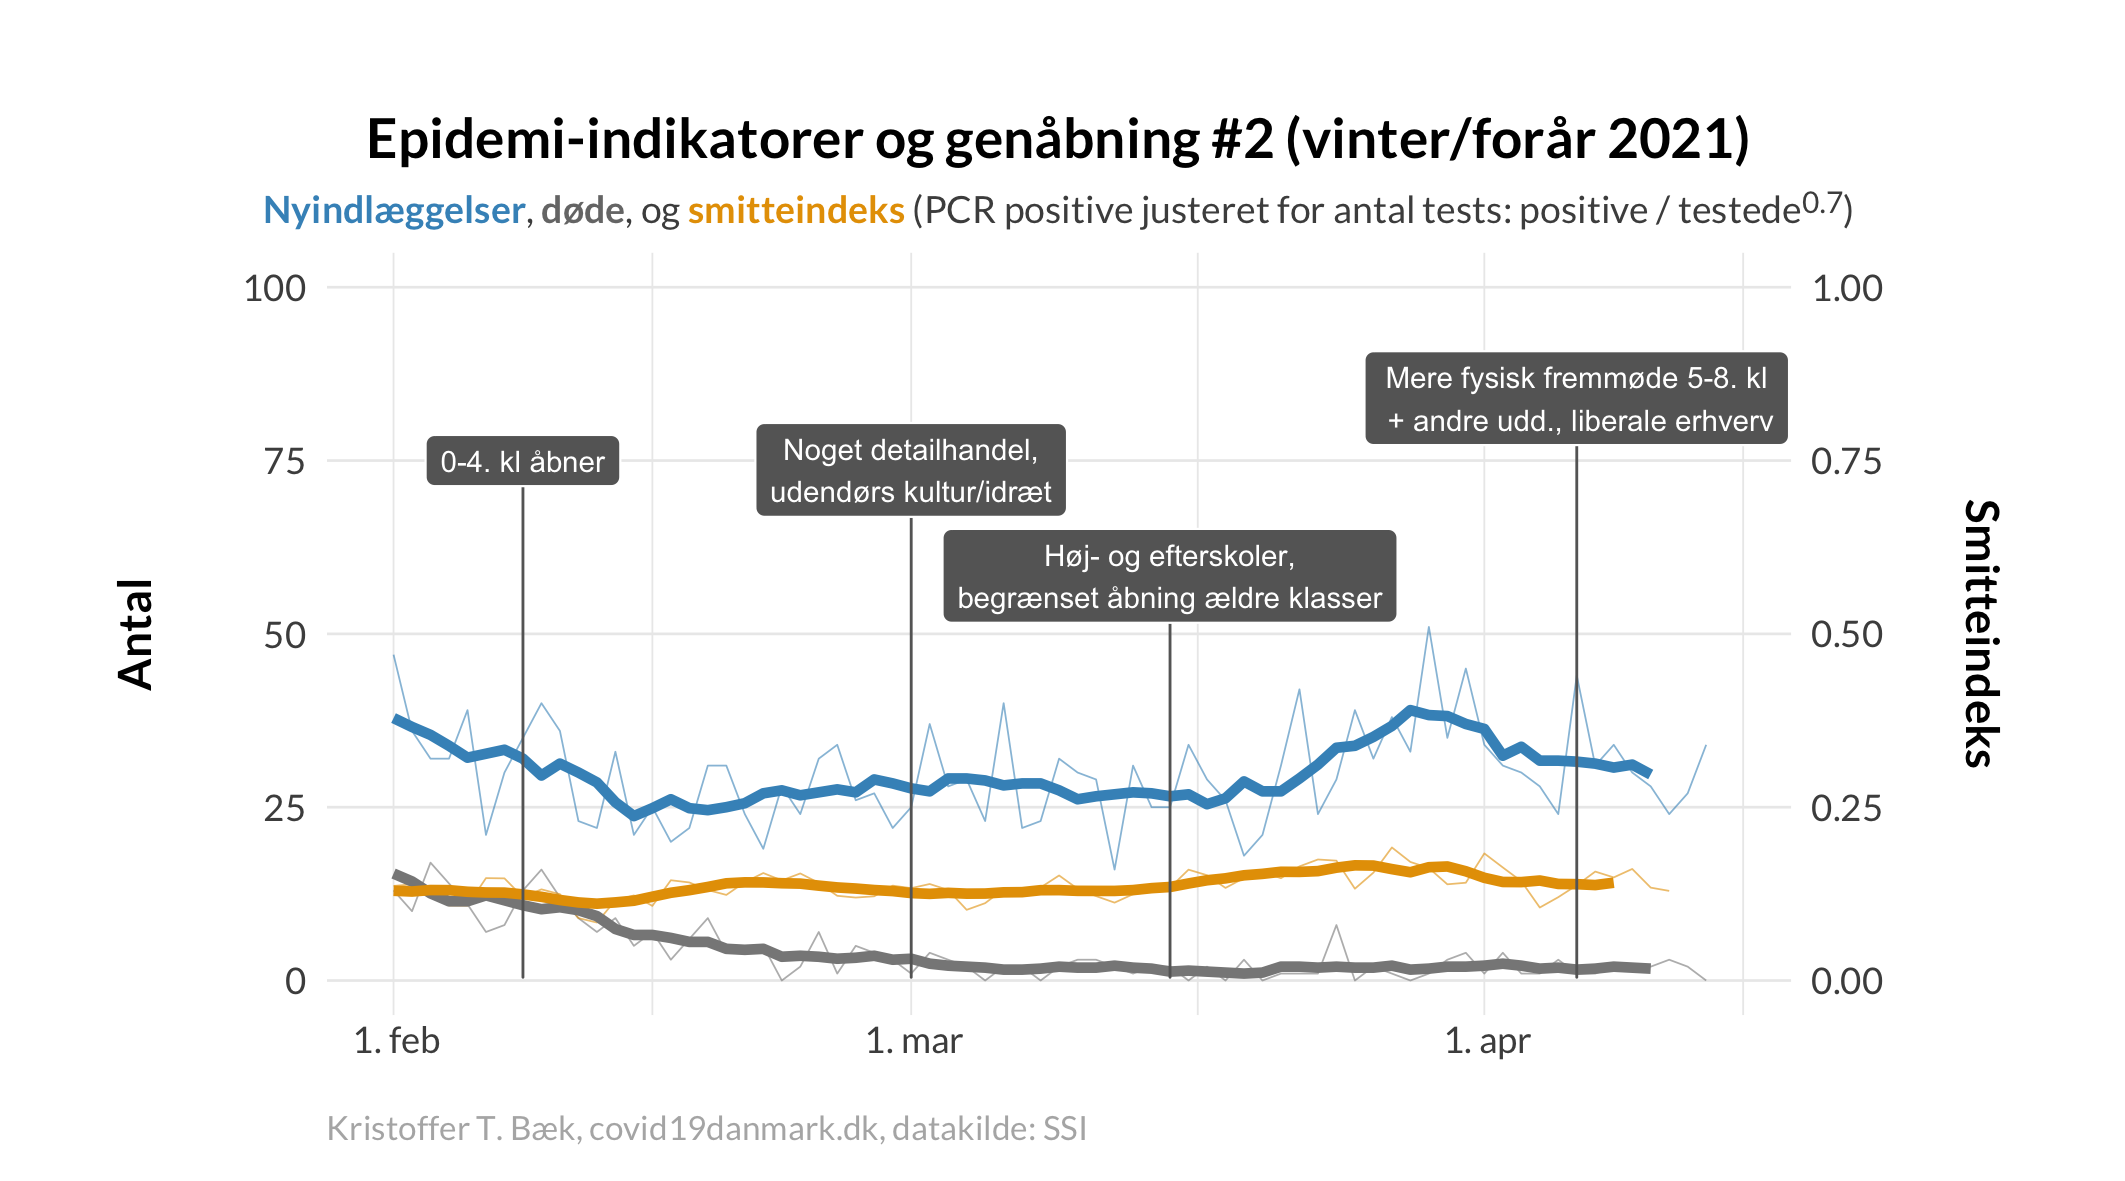 Epidemi-indikatorer og genåbning #2 (vinter/forår 2021)
Nyindlæggelser, døde, og smitteindeks (PCR positive justeret for antal tests: positive / testede0.7)
100
75
50
25
0
Antal
1.00
0.75
0.50
0.25
0.00
Smitteindeks
0-4. kl åbner
Noget detailhandel,
udendørs kultur/idræt
Høj- og efterskoler,
begrænset åbning ældre klasser
Mere fysisk fremmøde 5-8. kl
+ andre udd., liberale erhverv
1. feb
1. mar
1. apr
Kristoffer T. Bæk, covid19danmark.dk, datakilde: SSI